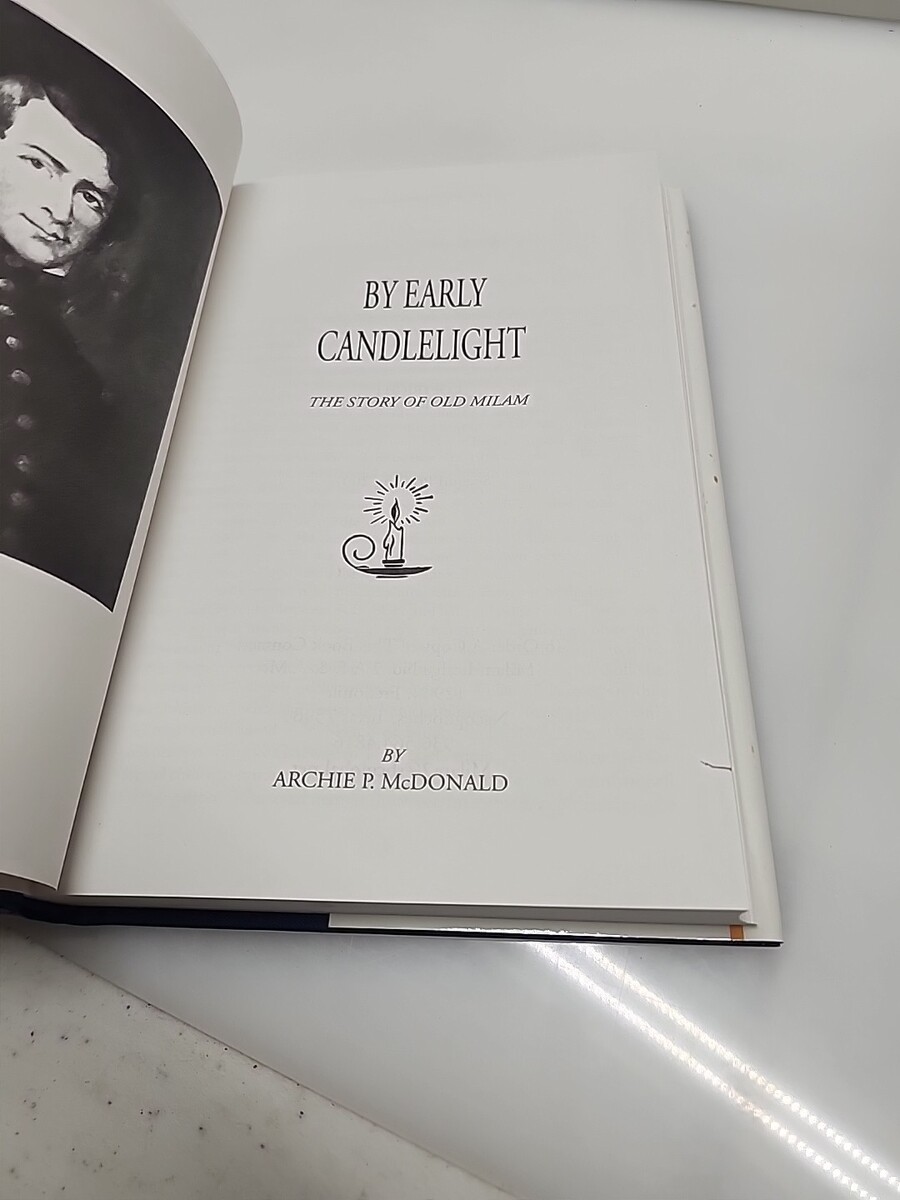 BY EARLY
CANDLELIGHT
THE STORY OF OLD MILAM
BY
ARCHIE P. McDONALD